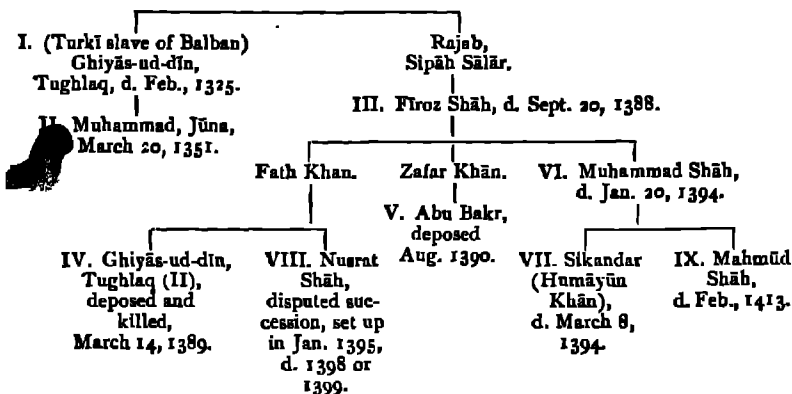 I. (Turkī slave of Balban)
Ghiyās-ud-dīn,
Tughlaq, d. Feb., 1325.
Rajab,
Sipāh Sālār.
II. Muhammad, Jūna,
March 20, 1351.
III. Fīroz Shāh, d. Sept. 20, 1388.
Fath Khan.
Zafar Khān.
VI. Muhammad Shāh,
d. Jan. 20, 1394.
V. Abu Bakr,
deposed
Aug. 1390.
IV. Ghiyās-ud-dīn,
Tughlaq (II),
deposed and
killed,
March 14, 1389.
VIII. Nusrat
Shāh,
disputed suc-
cession, set up
in Jan. 1395,
d. 1398 or
1399.
VII. Sikandar
(Humāyūn
Khān),
d. March 8,
1394.
IX. Mahmūd
Shāh,
d. Feb., 1413.